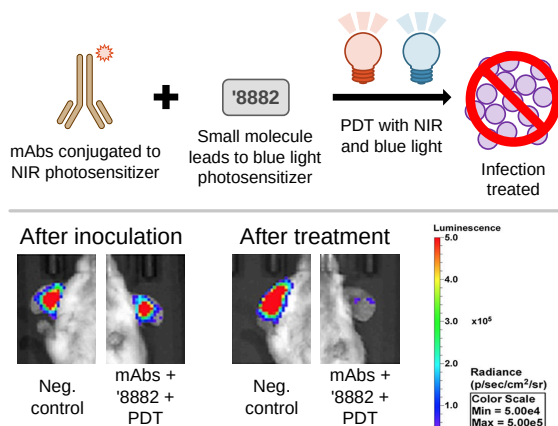 '8882
mAbs conjugated to
NIR photosensitizer
Small molecule
leads to blue light
photosensitizer
PDT with NIR
and blue light
Infection
treated
After inoculation
After treatment
Neg.
control
mAbs +
'8882 +
PDT
Neg.
control
mAbs +
'8882 +
PDT
Luminescence
5.0
4.0
3.0
x10⁵
2.0
1.0
Radiance
(p/sec/cm²/sr)
Color Scale
Min = 5.00e4
Max = 5.00e5